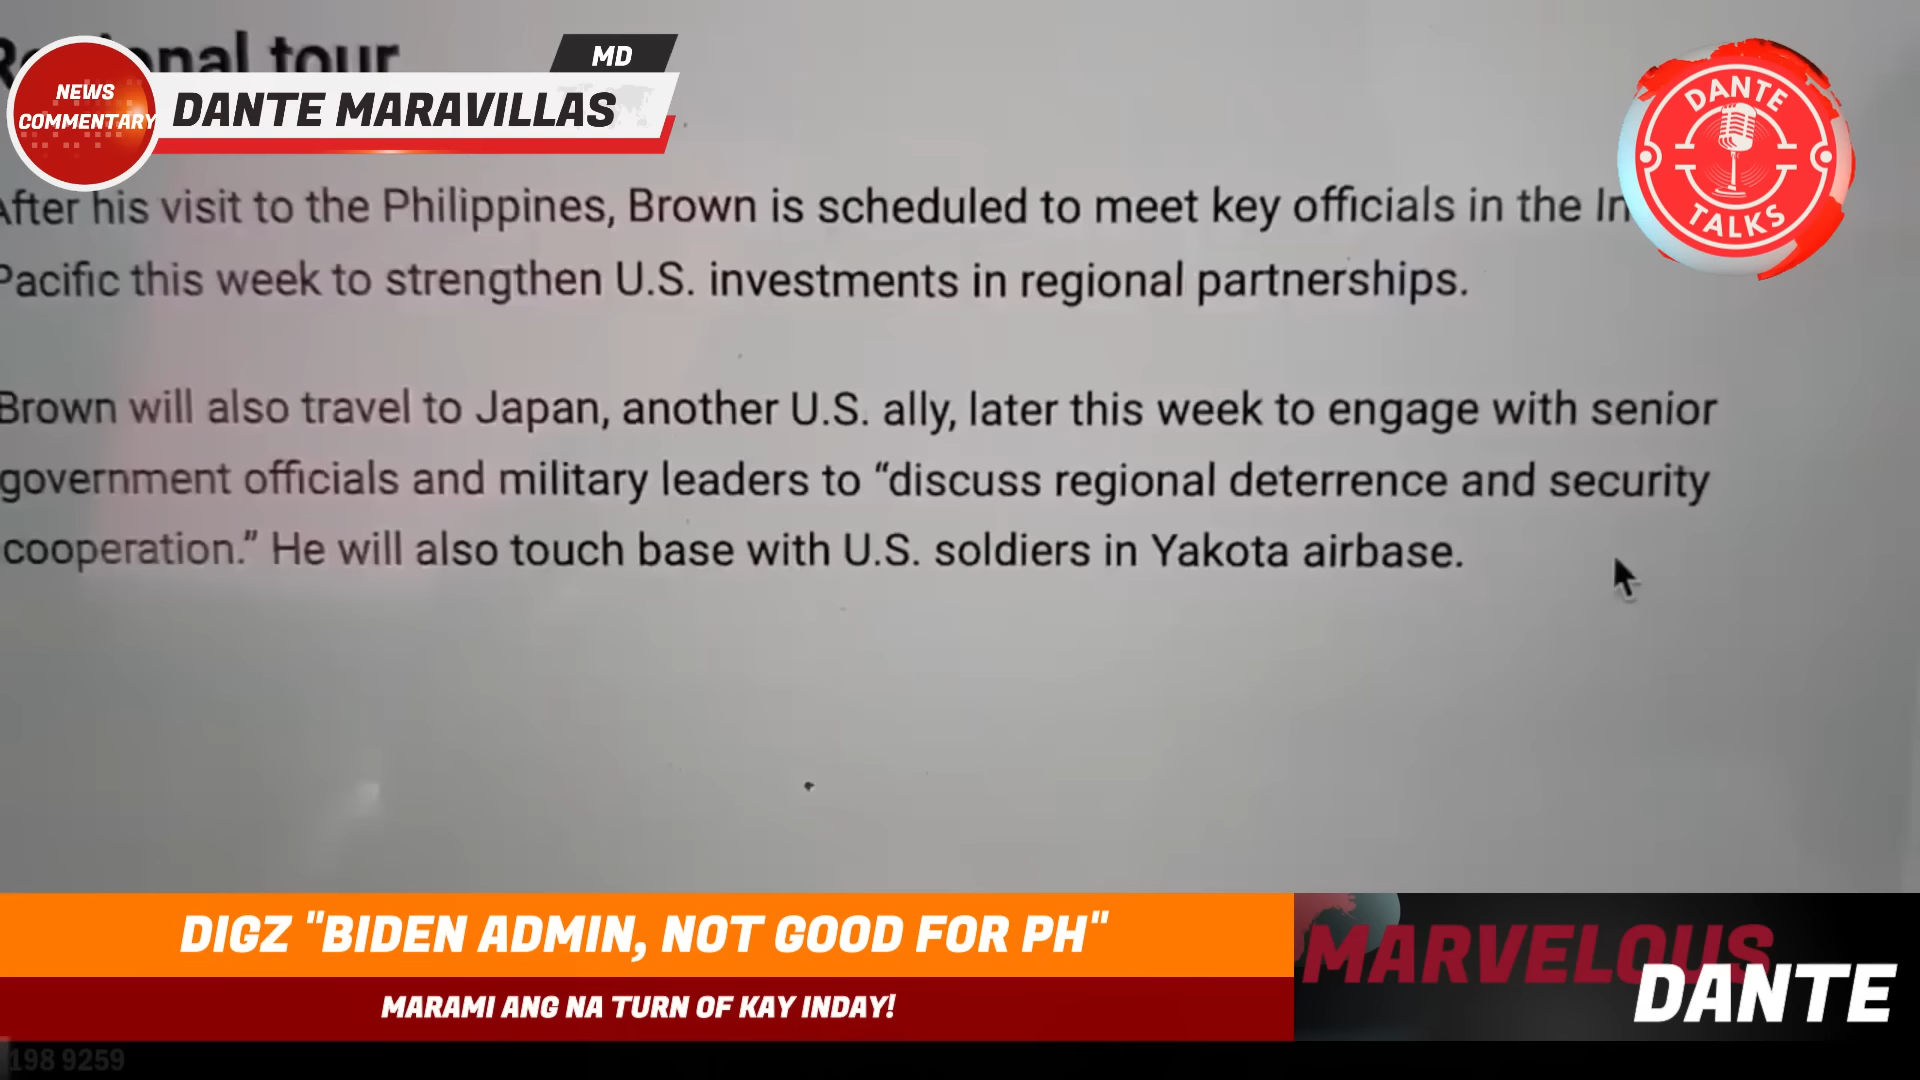 Regional tour
MD
NEWS
COMMENTARY
DANTE MARAVILLAS
DANTE
TALKS
After his visit to the Philippines, Brown is scheduled to meet key officials in the
Pacific this week to strengthen U.S. investments in regional partnerships.
Brown will also travel to Japan, another U.S. ally, later this week to engage with senior
government officials and military leaders to “discuss regional deterrence and security
cooperation.” He will also touch base with U.S. soldiers in Yakota airbase.
DIGZ "BIDEN ADMIN, NOT GOOD FOR PH"
MARAMI ANG NA TURN OF KAY INDAY!
MARVELOUS
DANTE
198 9259